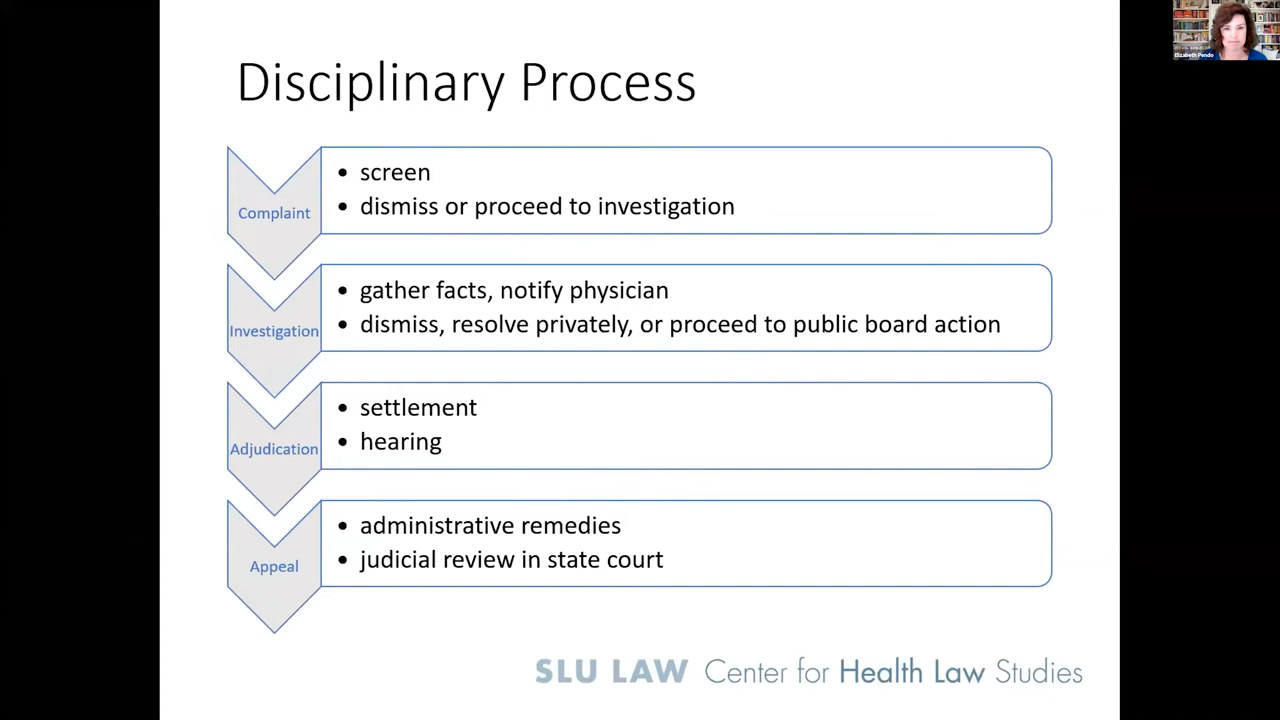 Elizabeth Pendo
Disciplinary Process
Complaint
• screen
• dismiss or proceed to investigation
Investigation
• gather facts, notify physician
• dismiss, resolve privately, or proceed to public board action
Adjudication
• settlement
• hearing
Appeal
• administrative remedies
• judicial review in state court
SLU LAW Center for Health Law Studies